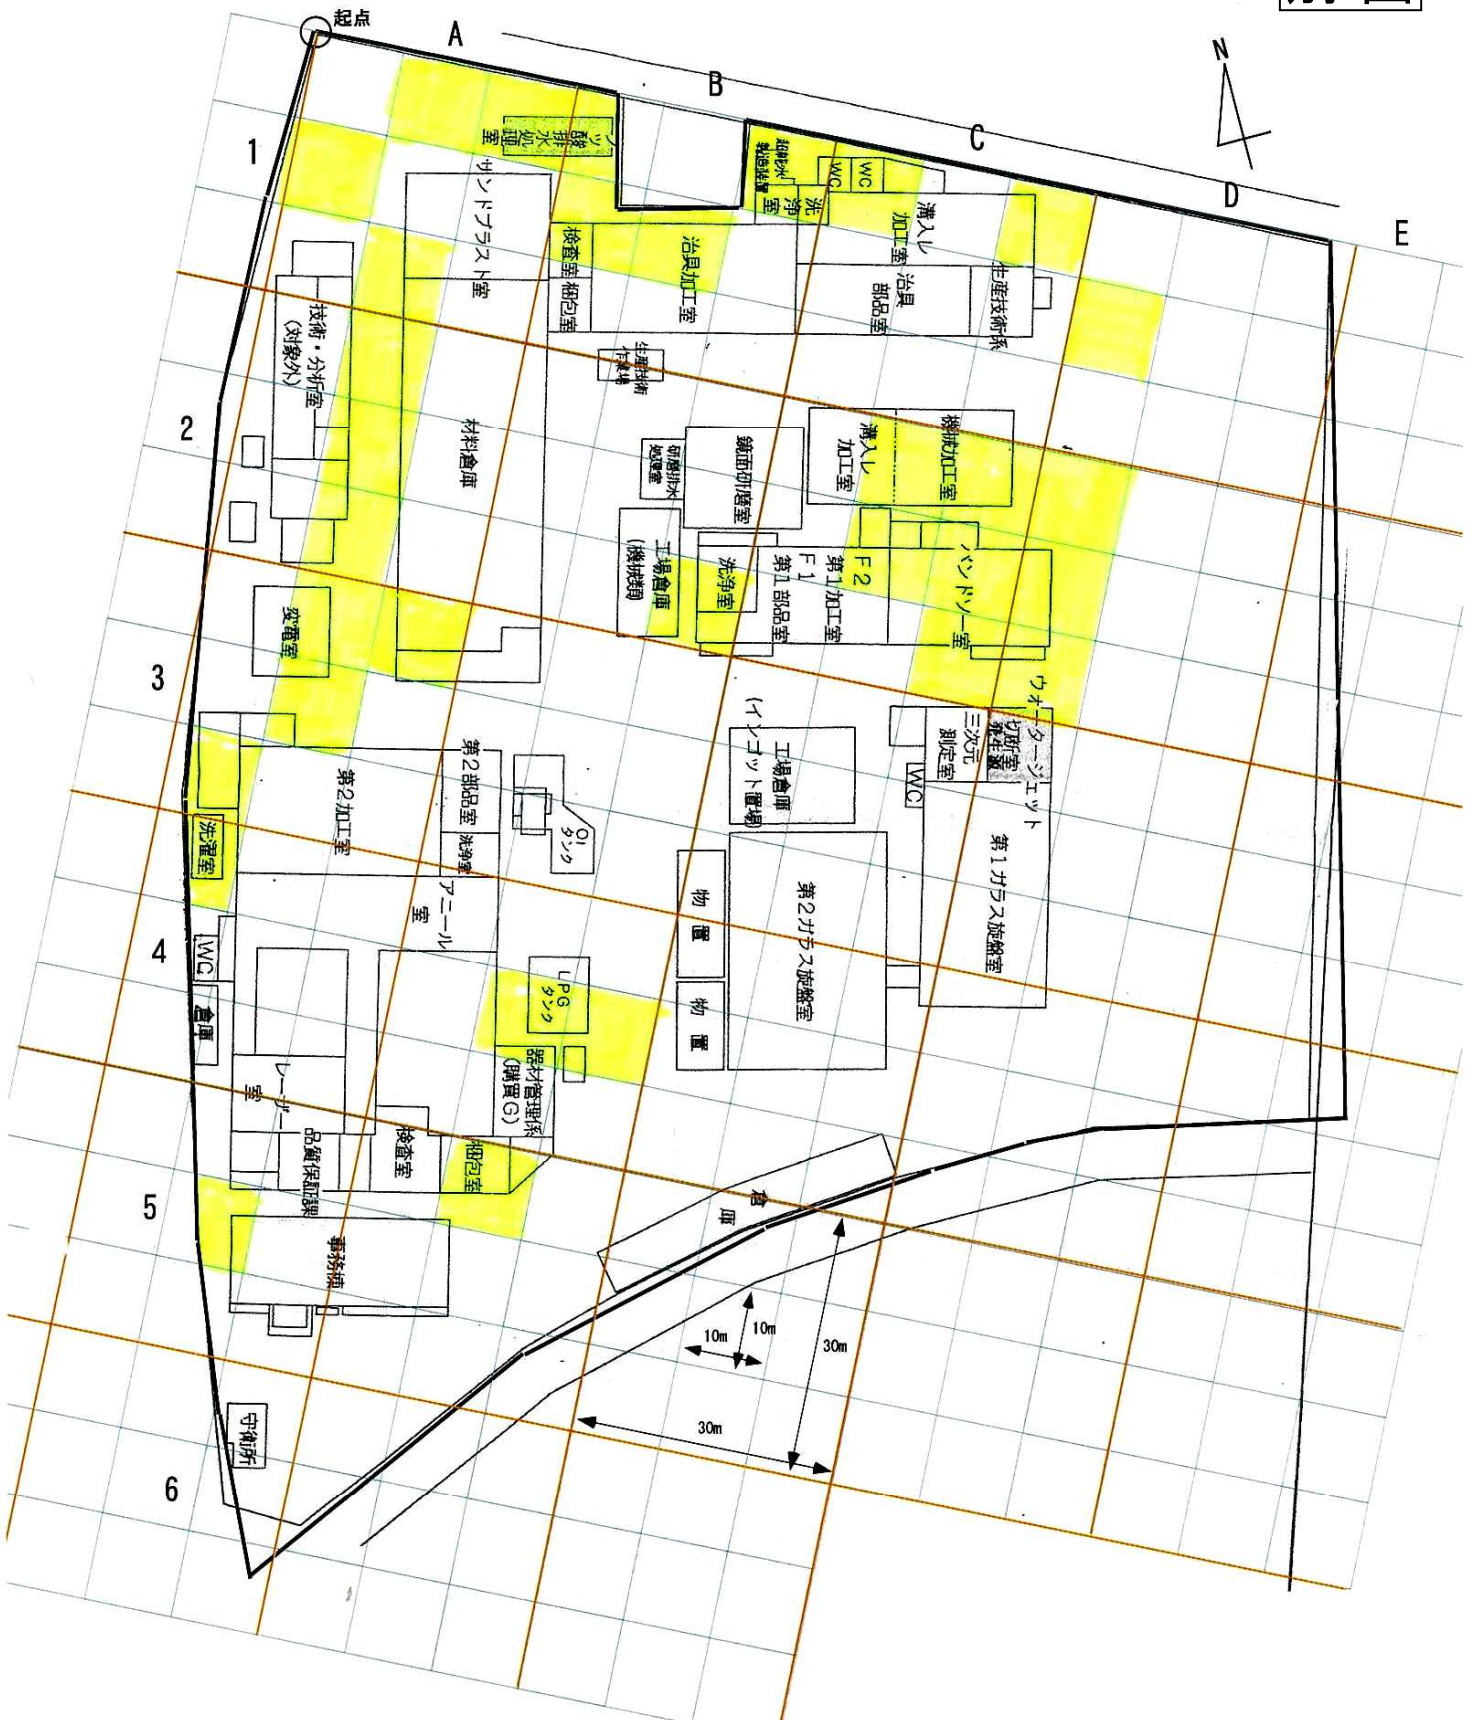 別図
起点
A
B
C
D
E
N
1
2
3
4
5
6
フッ酸排水処理室
サンドブラスト室
検査室
梱包室
治具加工室
超純水
製造装置
洗浄室
WC
WC
溝入し
加工室
治具
部品室
生産技術係
技術・分析室
(対象外)
材料倉庫
生産技術
作業場
研磨排水
処理室
鏡面研磨室
溝入し
加工室
機械加工室
工場倉庫
(機械類)
洗浄室
F2
第1加工室
F1
第1部品室
バンドソー室
変電室
ウォータージェット
切断室
発生源
三次元
測定室
WC
工場倉庫
(インゴット置場)
第2部品室
第2加工室
洗浄室
タンク
洗濯室
アニール
室
物置
物置
第2ガラス旋盤室
第1ガラス旋盤室
WC
倉庫
LPG
タンク
器材管理係
(購買G)
レーザー
室
品質保証課
検査室
梱包室
倉庫
事務棟
守衛所
10m
10m
30m
30m